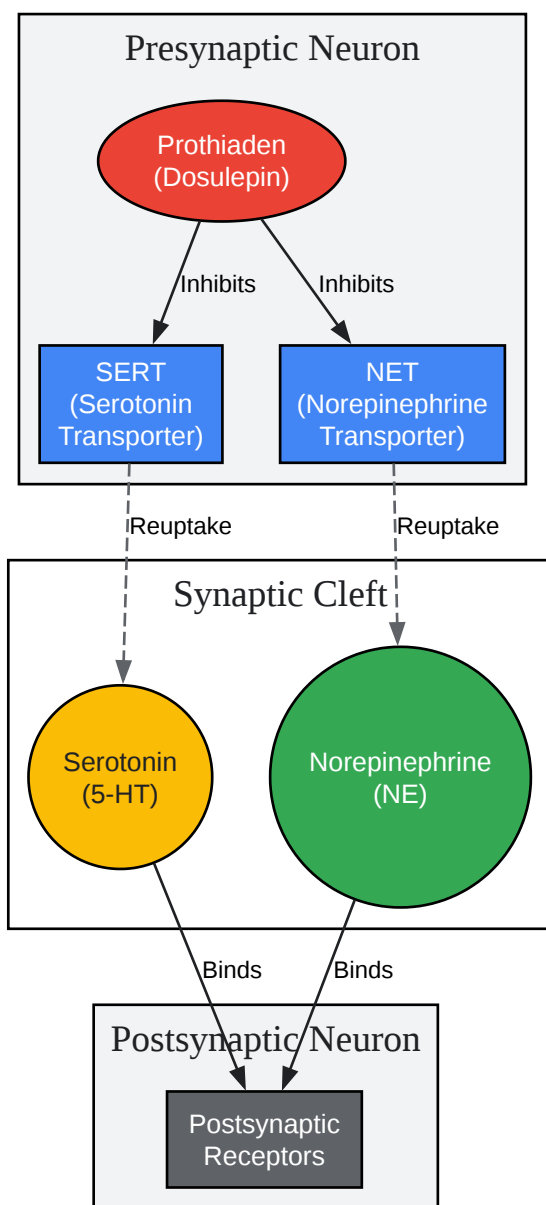 Presynaptic Neuron
Prothiaden
(Dosulepin)
Inhibits
Inhibits
SERT
(Serotonin
Transporter)
NET
(Norepinephrine
Transporter)
Reuptake
Reuptake
Synaptic Cleft
Serotonin
(5-HT)
Norepinephrine
(NE)
Binds
Binds
Postsynaptic Neuron
Postsynaptic
Receptors